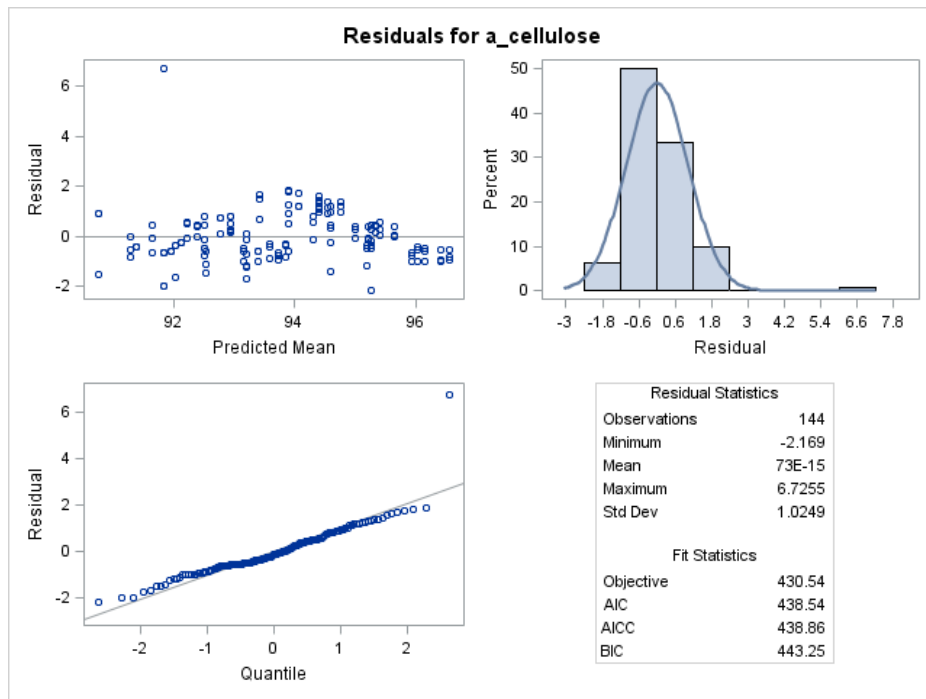 Residuals for a_cellulose
6
4
2
0
-2
Residual
92 94 96
Predicted Mean
50
40
30
20
10
0
Percent
-3 -1.8 -0.6 0.6 1.8 3 4.2 5.4 6.6 7.8
Residual
6
4
2
0
-2
Residual
-2 -1 0 1 2
Quantile
Residual Statistics
Observations 144
Minimum -2.169
Mean 73E-15
Maximum 6.7255
Std Dev 1.0249
Fit Statistics
Objective 430.54
AIC 438.54
AICC 438.86
BIC 443.25